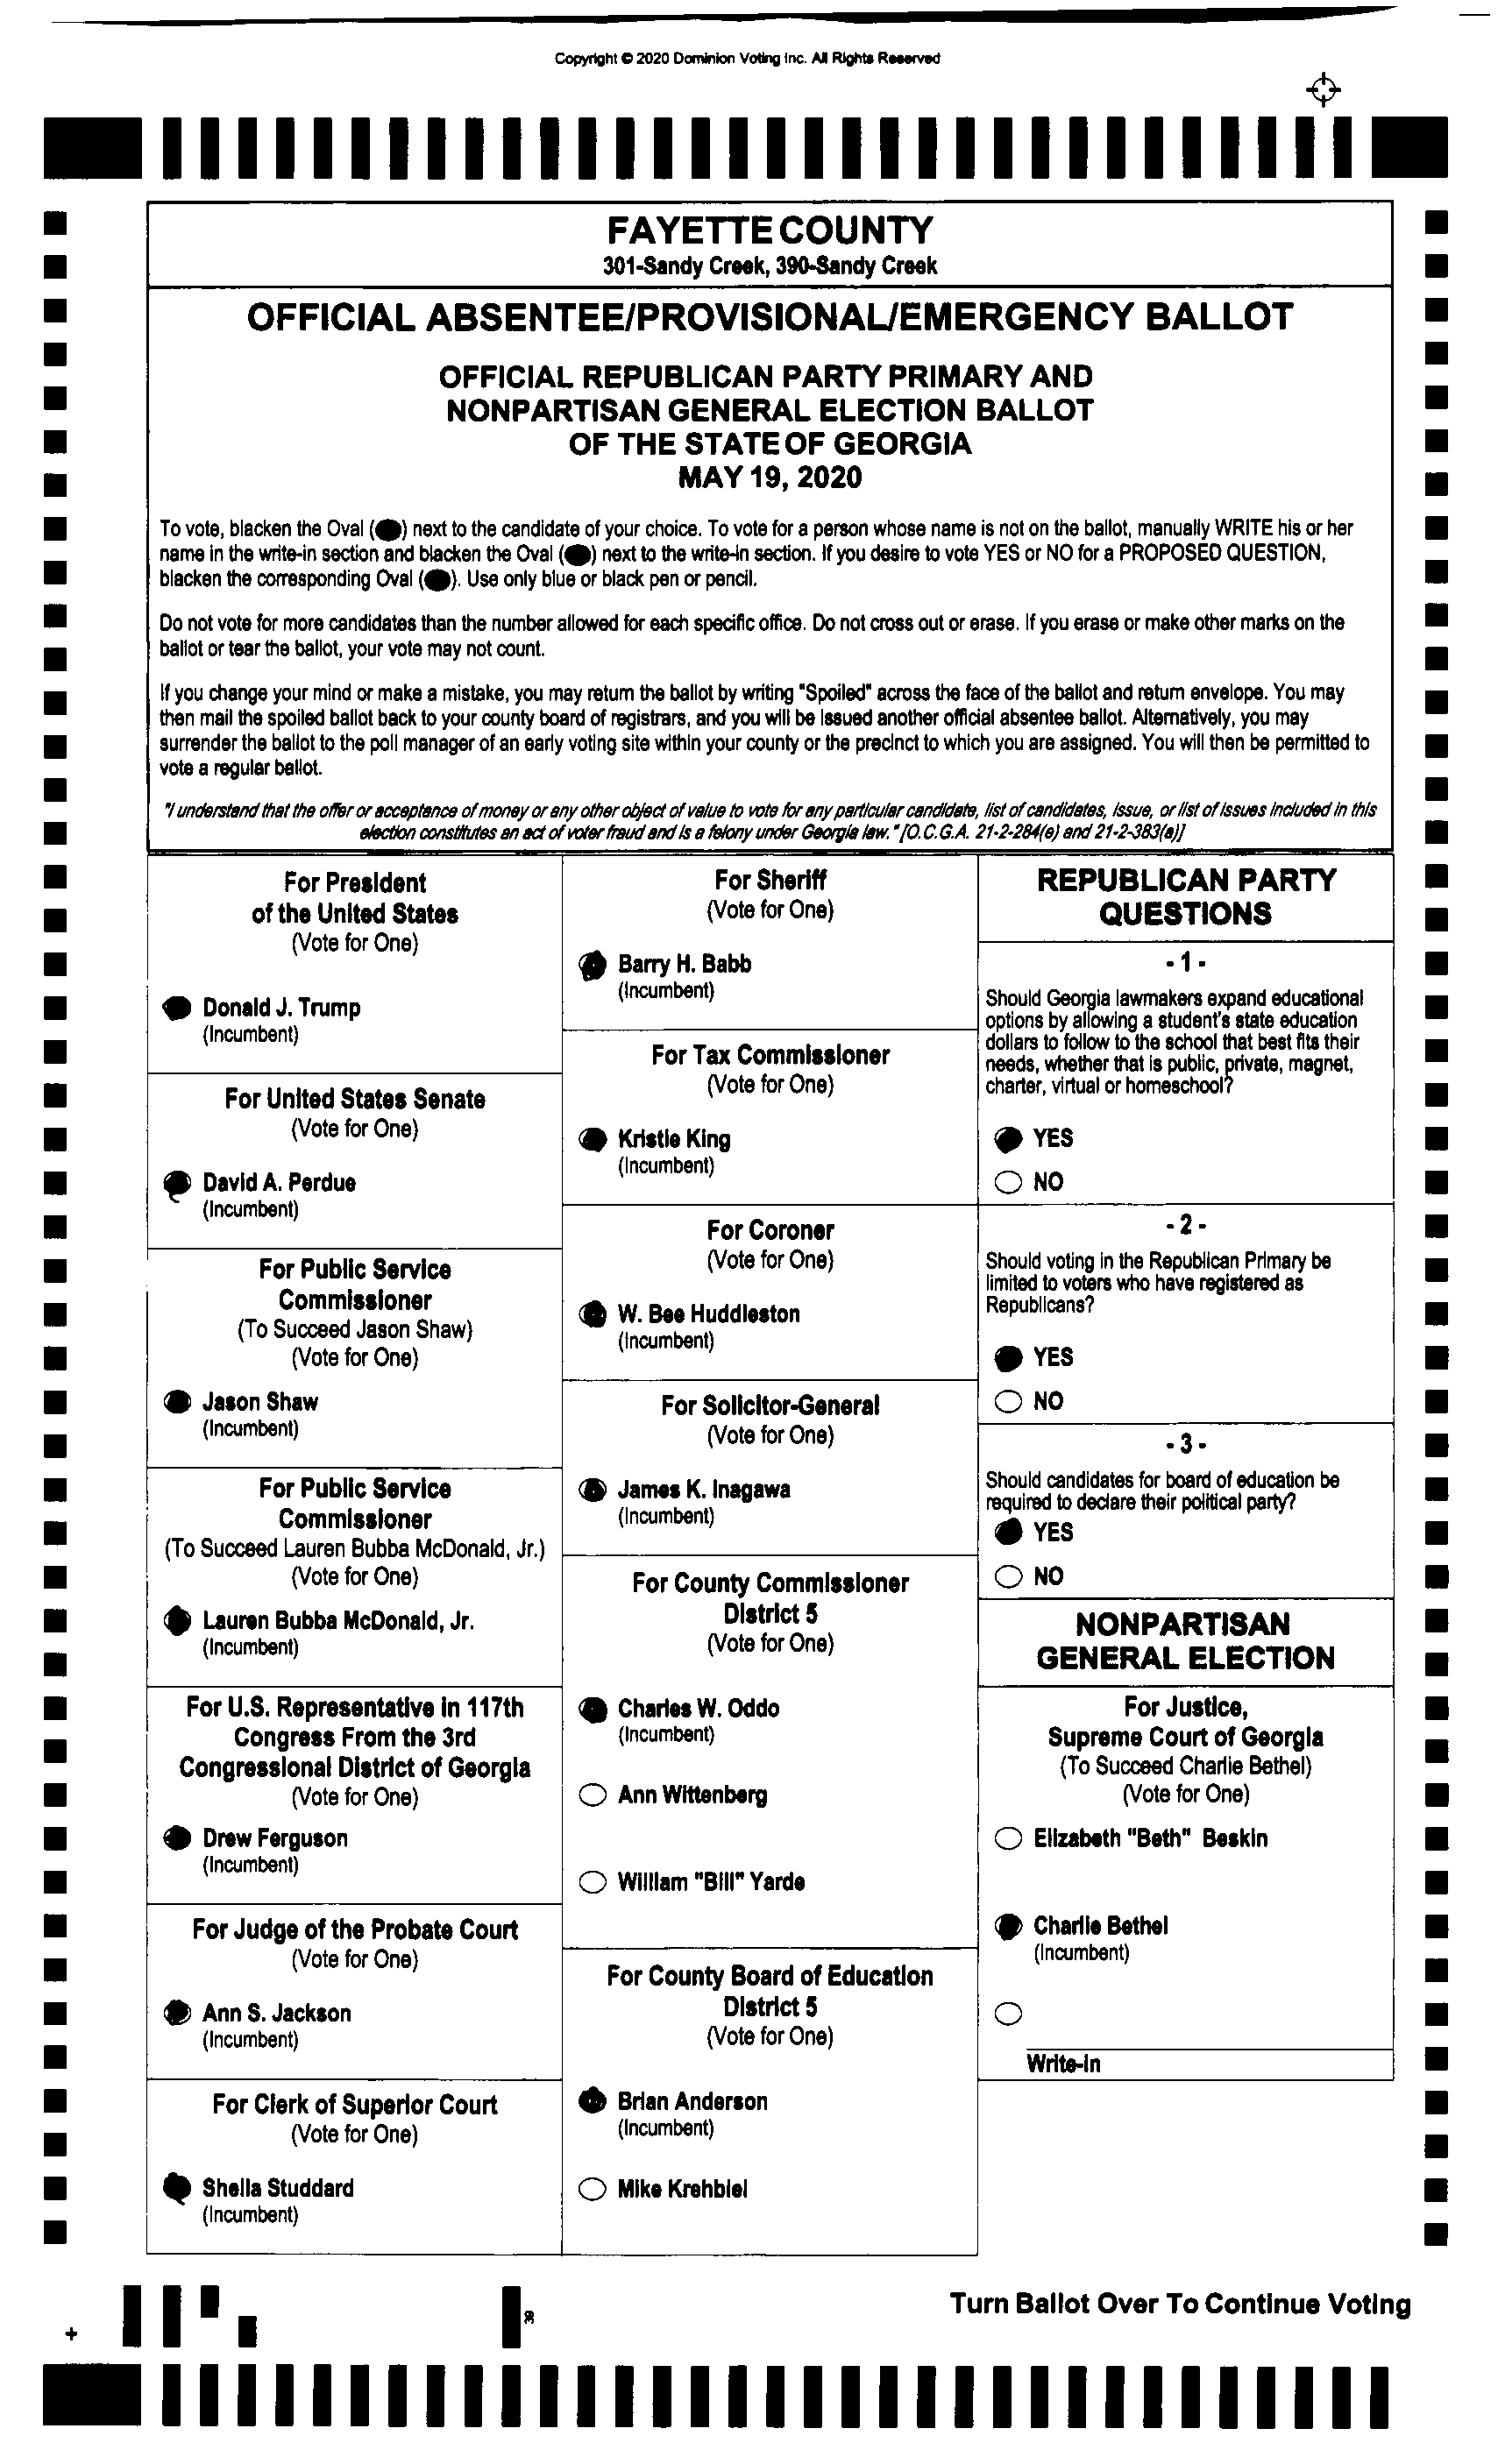 Copyright © 2020 Dominion Voting Inc. All Rights Reserved
FAYETTE COUNTY
301-Sandy Creek, 390-Sandy Creek
OFFICIAL ABSENTEE/PROVISIONAL/EMERGENCY BALLOT
OFFICIAL REPUBLICAN PARTY PRIMARY AND
NONPARTISAN GENERAL ELECTION BALLOT
OF THE STATE OF GEORGIA
MAY 19, 2020
To vote, blacken the Oval ( ) next to the candidate of your choice. To vote for a person whose name is not on the ballot, manually WRITE his or her
name in the write-in section and blacken the Oval ( ) next to the write-in section. If you desire to vote YES or NO for a PROPOSED QUESTION,
blacken the corresponding Oval ( ). Use only blue or black pen or pencil.
Do not vote for more candidates than the number allowed for each specific office. Do not cross out or erase. If you erase or make other marks on the
ballot or tear the ballot, your vote may not count.
If you change your mind or make a mistake, you may return the ballot by writing "Spoiled" across the face of the ballot and return envelope. You may
then mail the spoiled ballot back to your county board of registrars, and you will be issued another official absentee ballot. Alternatively, you may
surrender the ballot to the poll manager of an early voting site within your county or the precinct to which you are assigned. You will then be permitted to
vote a regular ballot.
"I understand that the offer or acceptance of money or any other object of value to vote for any particular candidate, list of candidates, issue, or list of issues included in this
election constitutes an act of voter fraud and is a felony under Georgia law." [O.C.G.A. 21-2-284(e) and 21-2-383(a)]
For President
of the United States
(Vote for One)
Donald J. Trump
(Incumbent)
For United States Senate
(Vote for One)
David A. Perdue
(Incumbent)
For Public Service
Commissioner
(To Succeed Jason Shaw)
(Vote for One)
Jason Shaw
(Incumbent)
For Public Service
Commissioner
(To Succeed Lauren Bubba McDonald, Jr.)
(Vote for One)
Lauren Bubba McDonald, Jr.
(Incumbent)
For U.S. Representative in 117th
Congress From the 3rd
Congressional District of Georgia
(Vote for One)
Drew Ferguson
(Incumbent)
For Judge of the Probate Court
(Vote for One)
Ann S. Jackson
(Incumbent)
For Clerk of Superior Court
(Vote for One)
Sheila Studdard
(Incumbent)
For Sheriff
(Vote for One)
Barry H. Babb
(Incumbent)
For Tax Commissioner
(Vote for One)
Kristie King
(Incumbent)
For Coroner
(Vote for One)
W. Bee Huddleston
(Incumbent)
For Solicitor-General
(Vote for One)
James K. Inagawa
(Incumbent)
For County Commissioner
District 5
(Vote for One)
Charles W. Oddo
(Incumbent)
Ann Wittenberg
William "Bill" Yarde
For County Board of Education
District 5
(Vote for One)
Brian Anderson
(Incumbent)
Mike Krehbiel
REPUBLICAN PARTY
QUESTIONS
- 1 -
Should Georgia lawmakers expand educational
options by allowing a student's state education
dollars to follow to the school that best fits their
needs, whether that is public, private, magnet,
charter, virtual or homeschool?
YES
NO
- 2 -
Should voting in the Republican Primary be
limited to voters who have registered as
Republicans?
YES
NO
- 3 -
Should candidates for board of education be
required to declare their political party?
YES
NO
NONPARTISAN
GENERAL ELECTION
For Justice,
Supreme Court of Georgia
(To Succeed Charlie Bethel)
(Vote for One)
Elizabeth "Beth" Beskin
Charlie Bethel
(Incumbent)
Write-in
Turn Ballot Over To Continue Voting